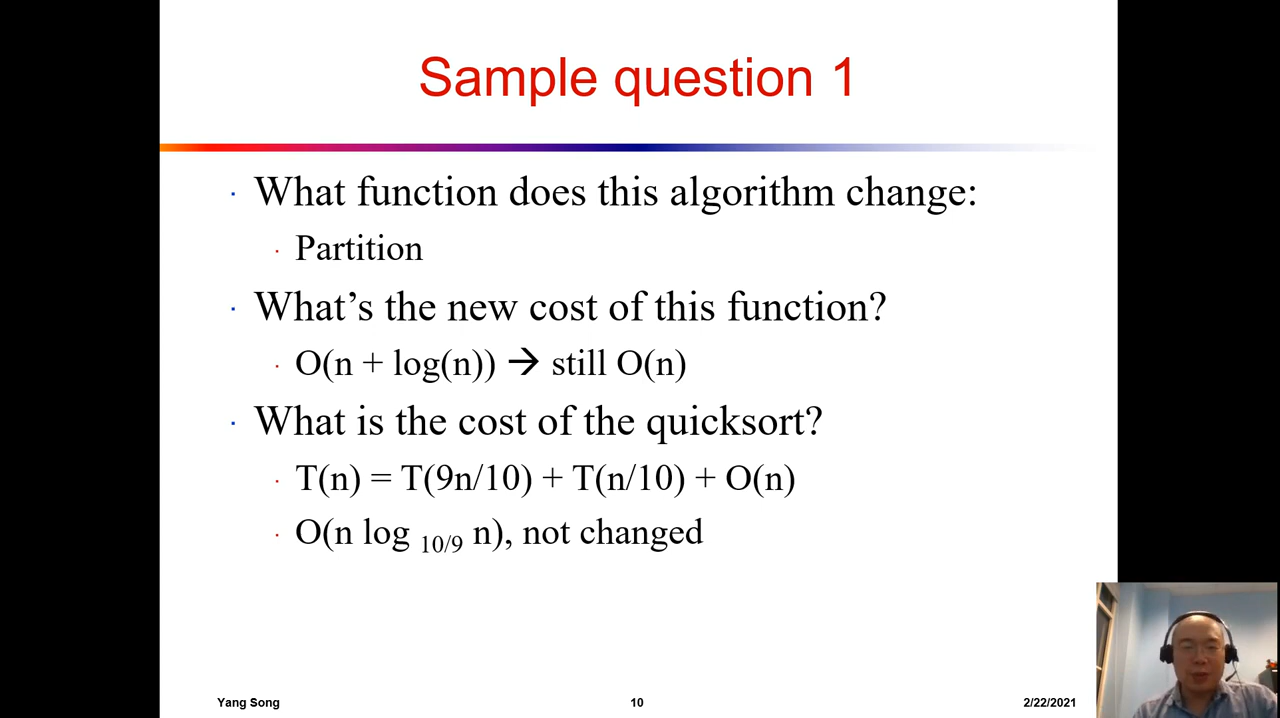 Sample question 1
· What function does this algorithm change:
· Partition
· What’s the new cost of this function?
· O(n + log(n)) → still O(n)
· What is the cost of the quicksort?
· T(n) = T(9n/10) + T(n/10) + O(n)
· O(n log 10/9 n), not changed
Yang Song 10 2/22/2021